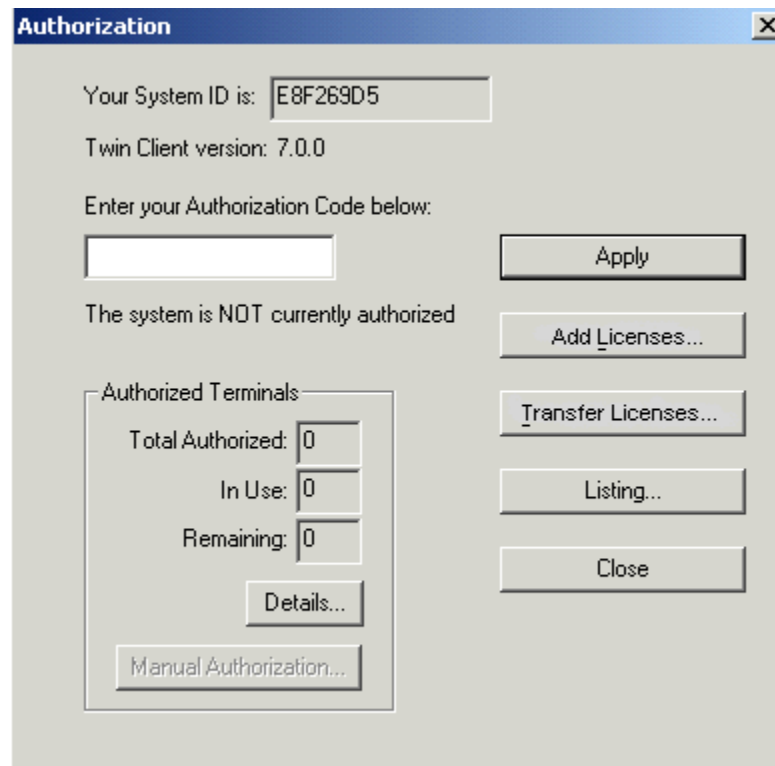 Authorization
Your System ID is: E8F269D5
Twin Client version: 7.0.0
Enter your Authorization Code below:
Apply
The system is NOT currently authorized
Add Licenses...
Authorized Terminals
Transfer Licenses...
Total Authorized: 0
In Use: 0
Listing...
Remaining: 0
Close
Details...
Manual Authorization...